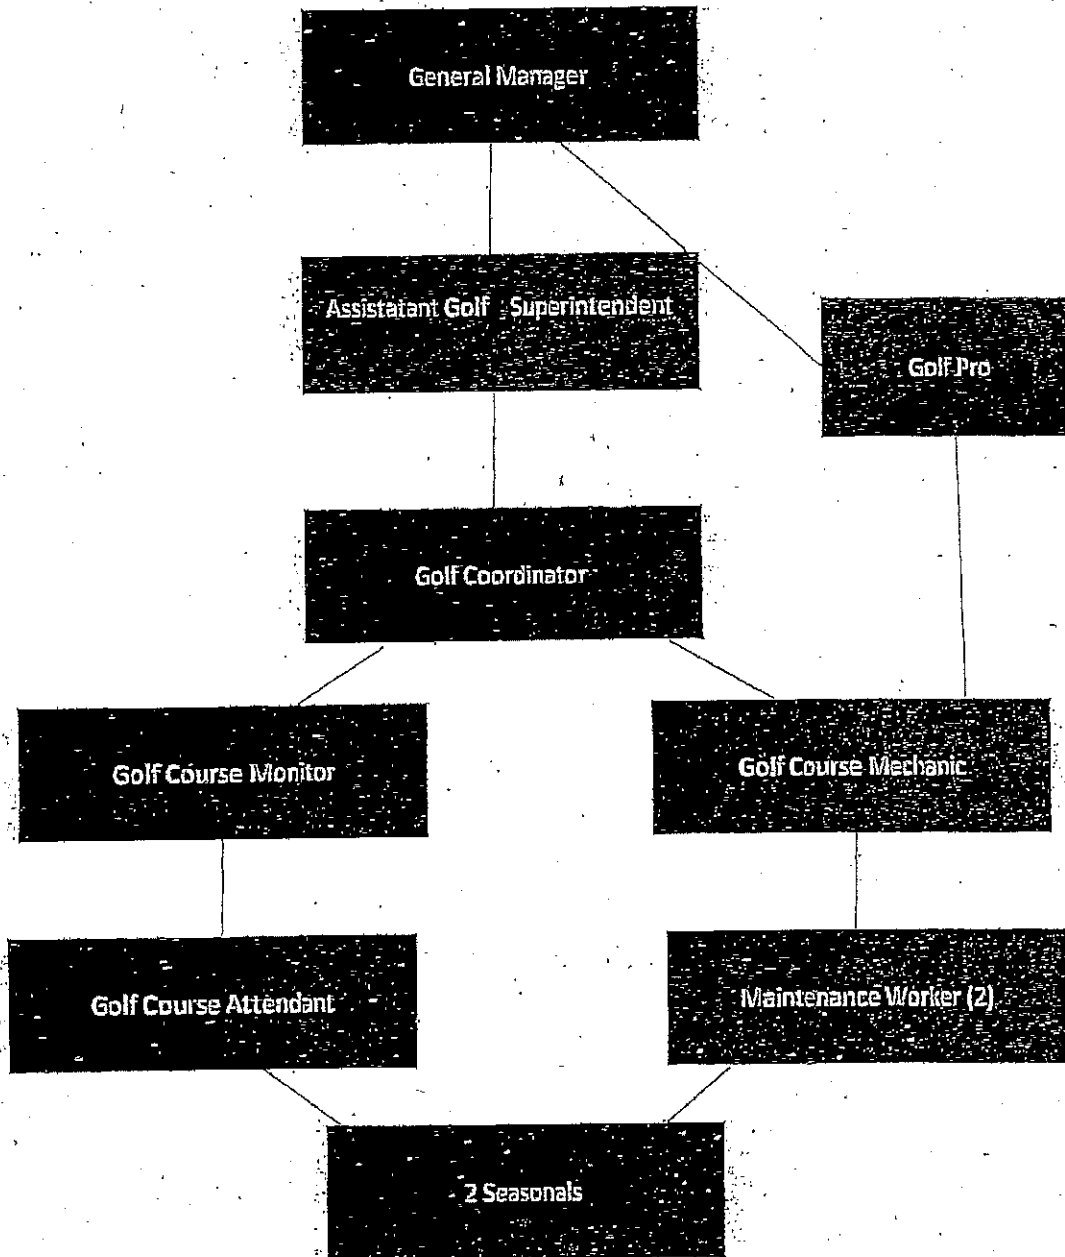 General Manager
Assistatant Golf Superintendent
Golf Pro
Golf Coordinator
Golf Course Monitor
Golf Course Mechanic
Golf Course Attendant
Maintenance Worker (2)
2 Seasonals